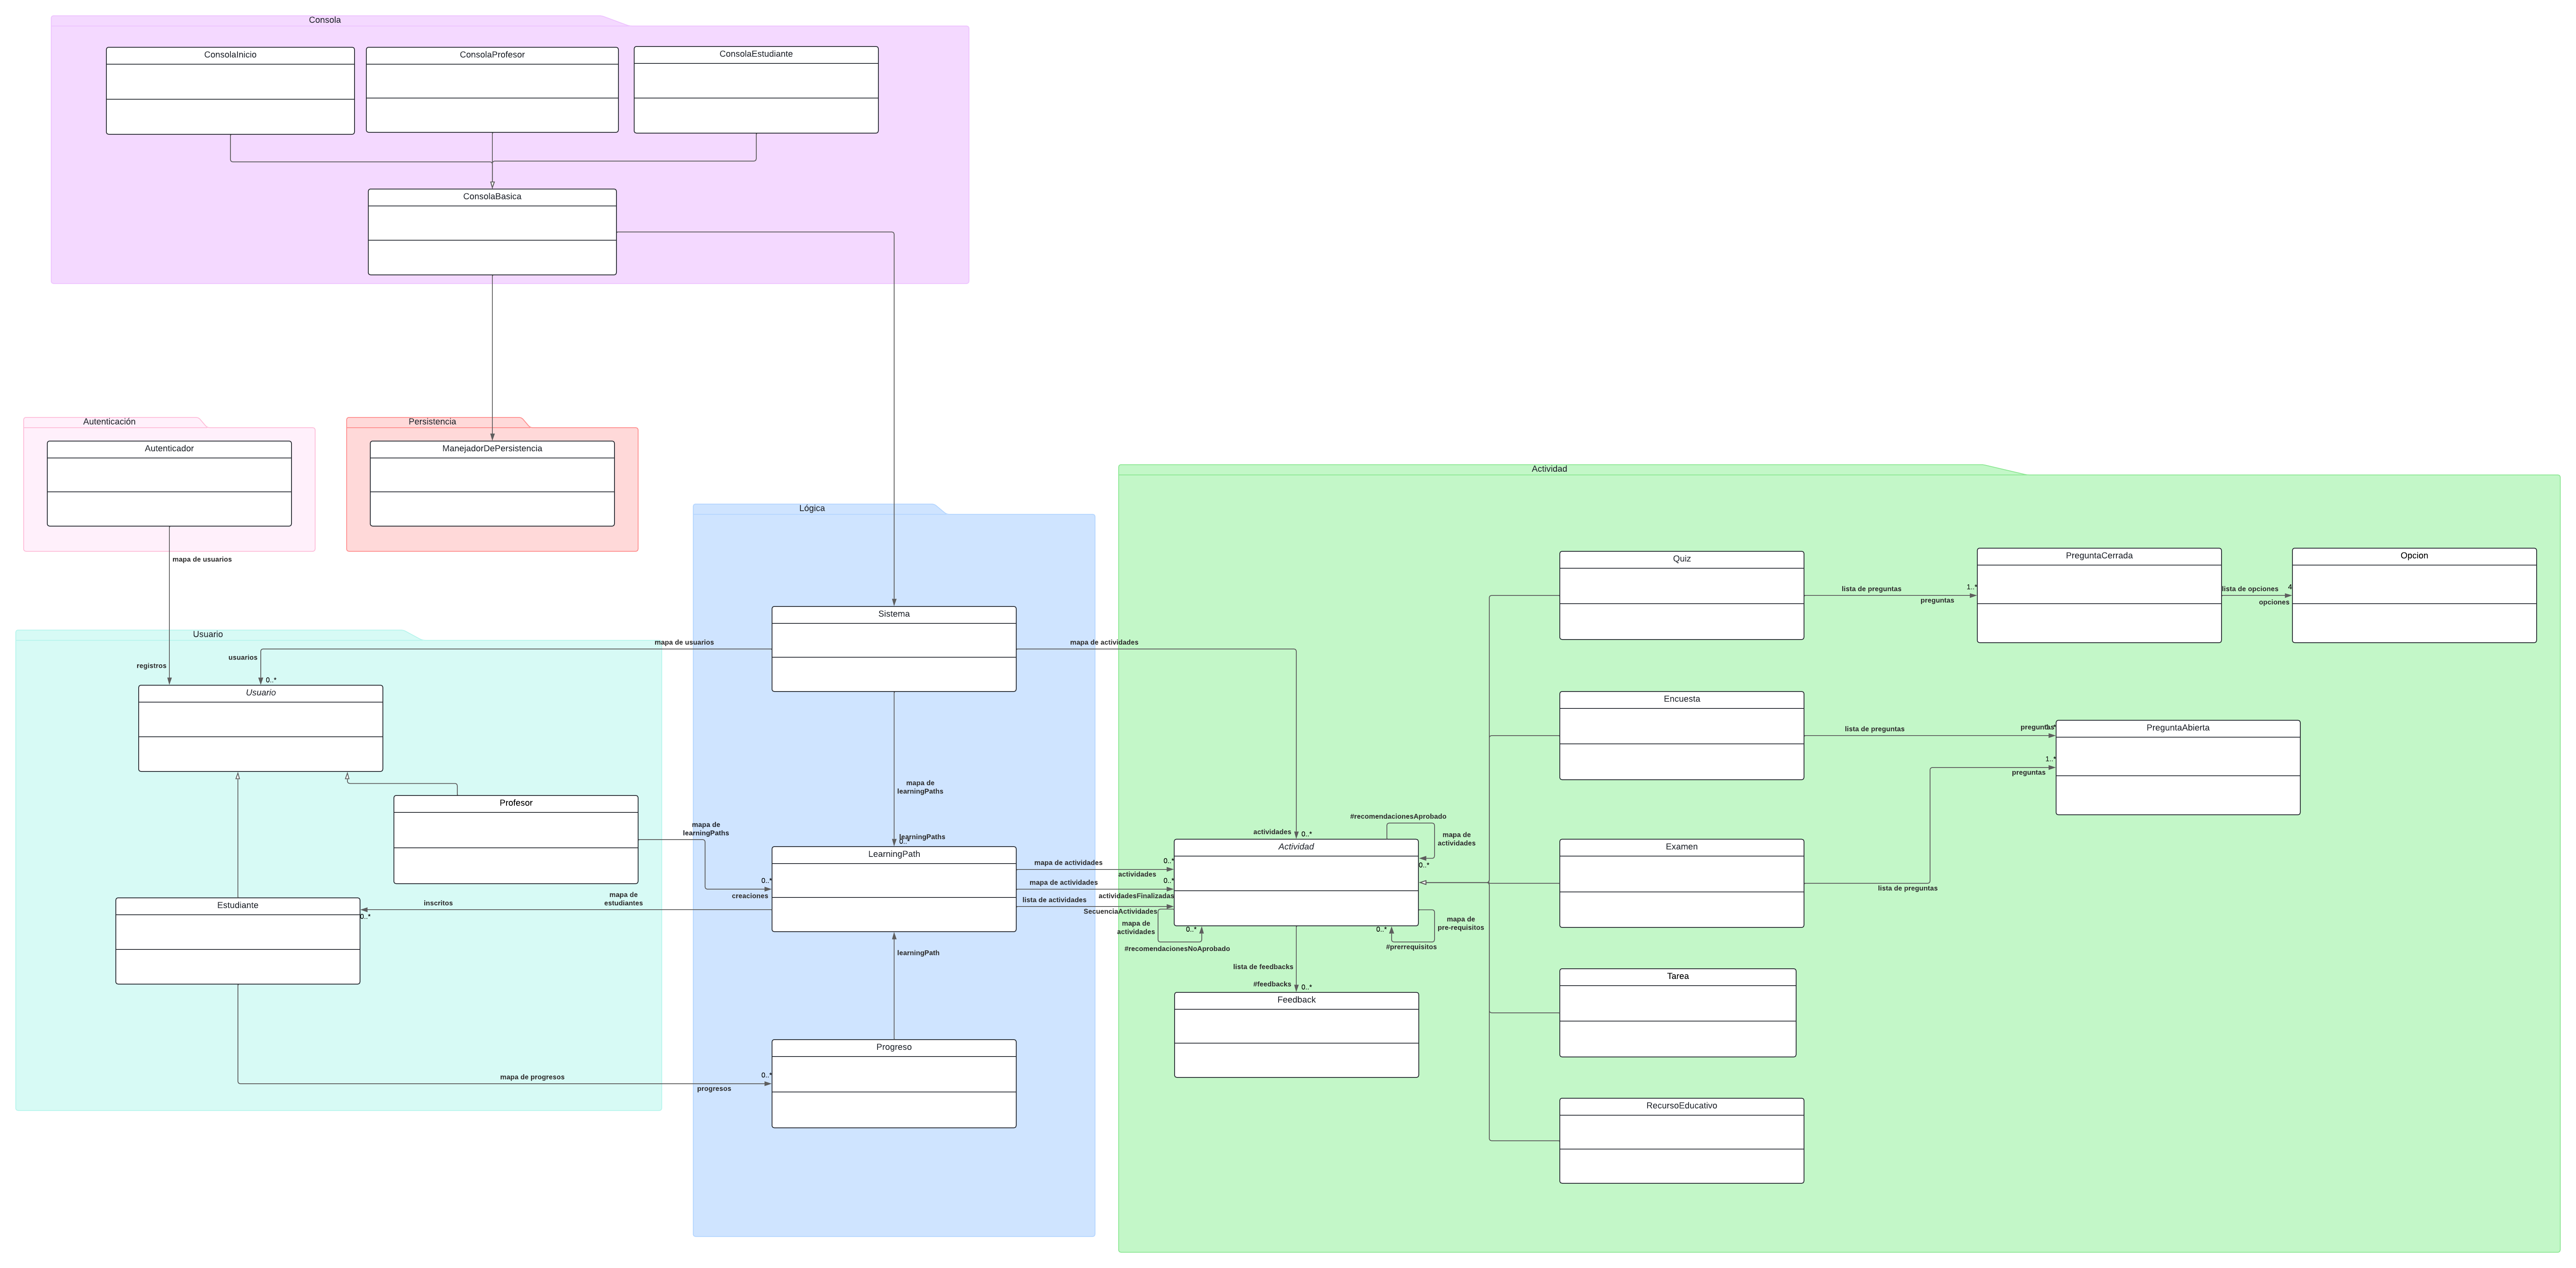 Consola
ConsolaInicio
ConsolaProfesor
ConsolaEstudiante
ConsolaBasica
Autenticación
Autenticador
mapa de usuarios
registros
Persistencia
ManejadorDePersistencia
Usuario
usuarios
0..*
mapa de usuarios
Usuario
Profesor
mapa de
learningPaths
0..*
creaciones
Estudiante
0..*
inscritos
mapa de
estudiantes
mapa de progresos
progresos
0..*
Lógica
Sistema
mapa de
learningPaths
learningPaths
0..*
LearningPath
learningPath
Progreso
Actividad
mapa de actividades
actividades
0..*
mapa de actividades
0..*
actividades
mapa de actividades
0..*
actividadesFinalizadas
lista de actividades
SecuenciaActividades
Actividad
#recomendacionesAprobado
mapa de
actividades
0..*
mapa de
actividades
0..*
#recomendacionesNoAprobado
mapa de
pre-requisitos
0..*
#prerrequisitos
lista de feedbacks
#feedbacks
0..*
Feedback
Quiz
lista de preguntas
1..*
preguntas
PreguntaCerrada
lista de opciones
4
opciones
Opcion
Encuesta
lista de preguntas
preguntas
PreguntaAbierta
1..*
preguntas
Examen
lista de preguntas
Tarea
RecursoEducativo